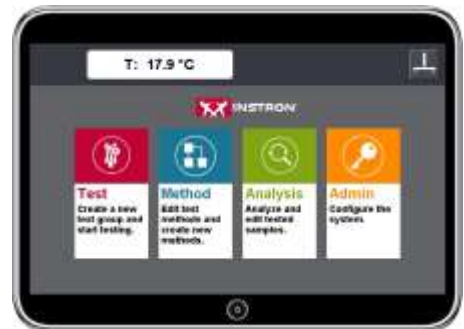 T: 17.9 °C
INSTRON
Test
Create a new
test group and
start testing.
Method
Edit test
methods and
create new
methods.
Analysis
Analyze and
edit tested
samples.
Admin
Configure the
system.